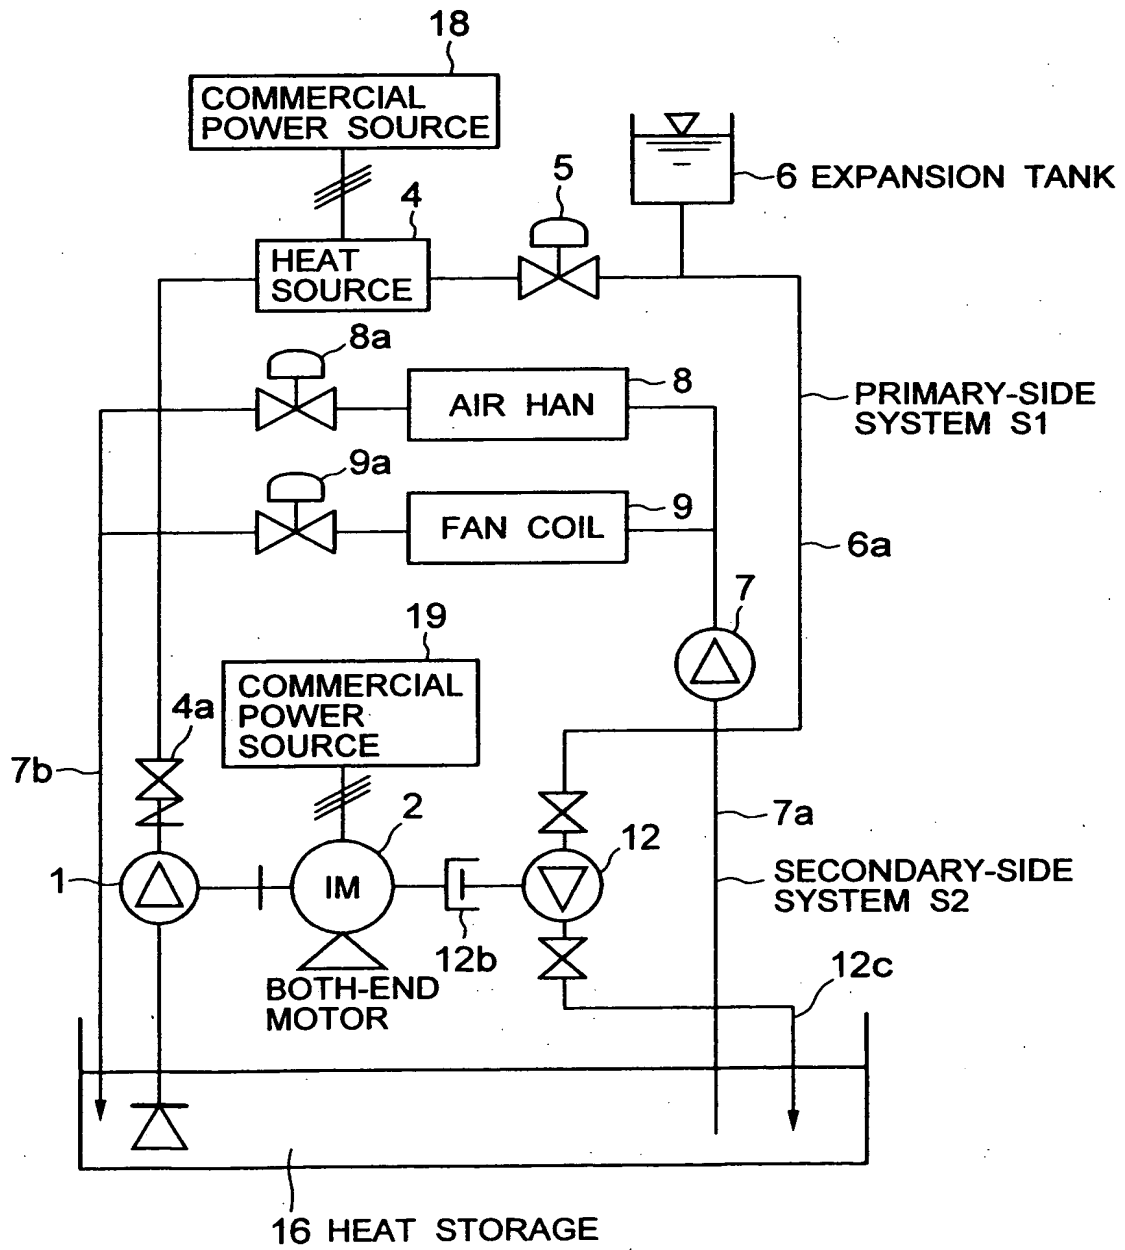 18
COMMERCIAL
POWER SOURCE
4
5
6 EXPANSION TANK
HEAT
SOURCE
8a
8
AIR HAN
PRIMARY-SIDE
SYSTEM S1
9a
9
FAN COIL
6a
7
19
COMMERCIAL
POWER
SOURCE
4a
7b
2
7a
12
1
IM
SECONDARY-SIDE
SYSTEM S2
12b
12c
BOTH-END
MOTOR
16 HEAT STORAGE